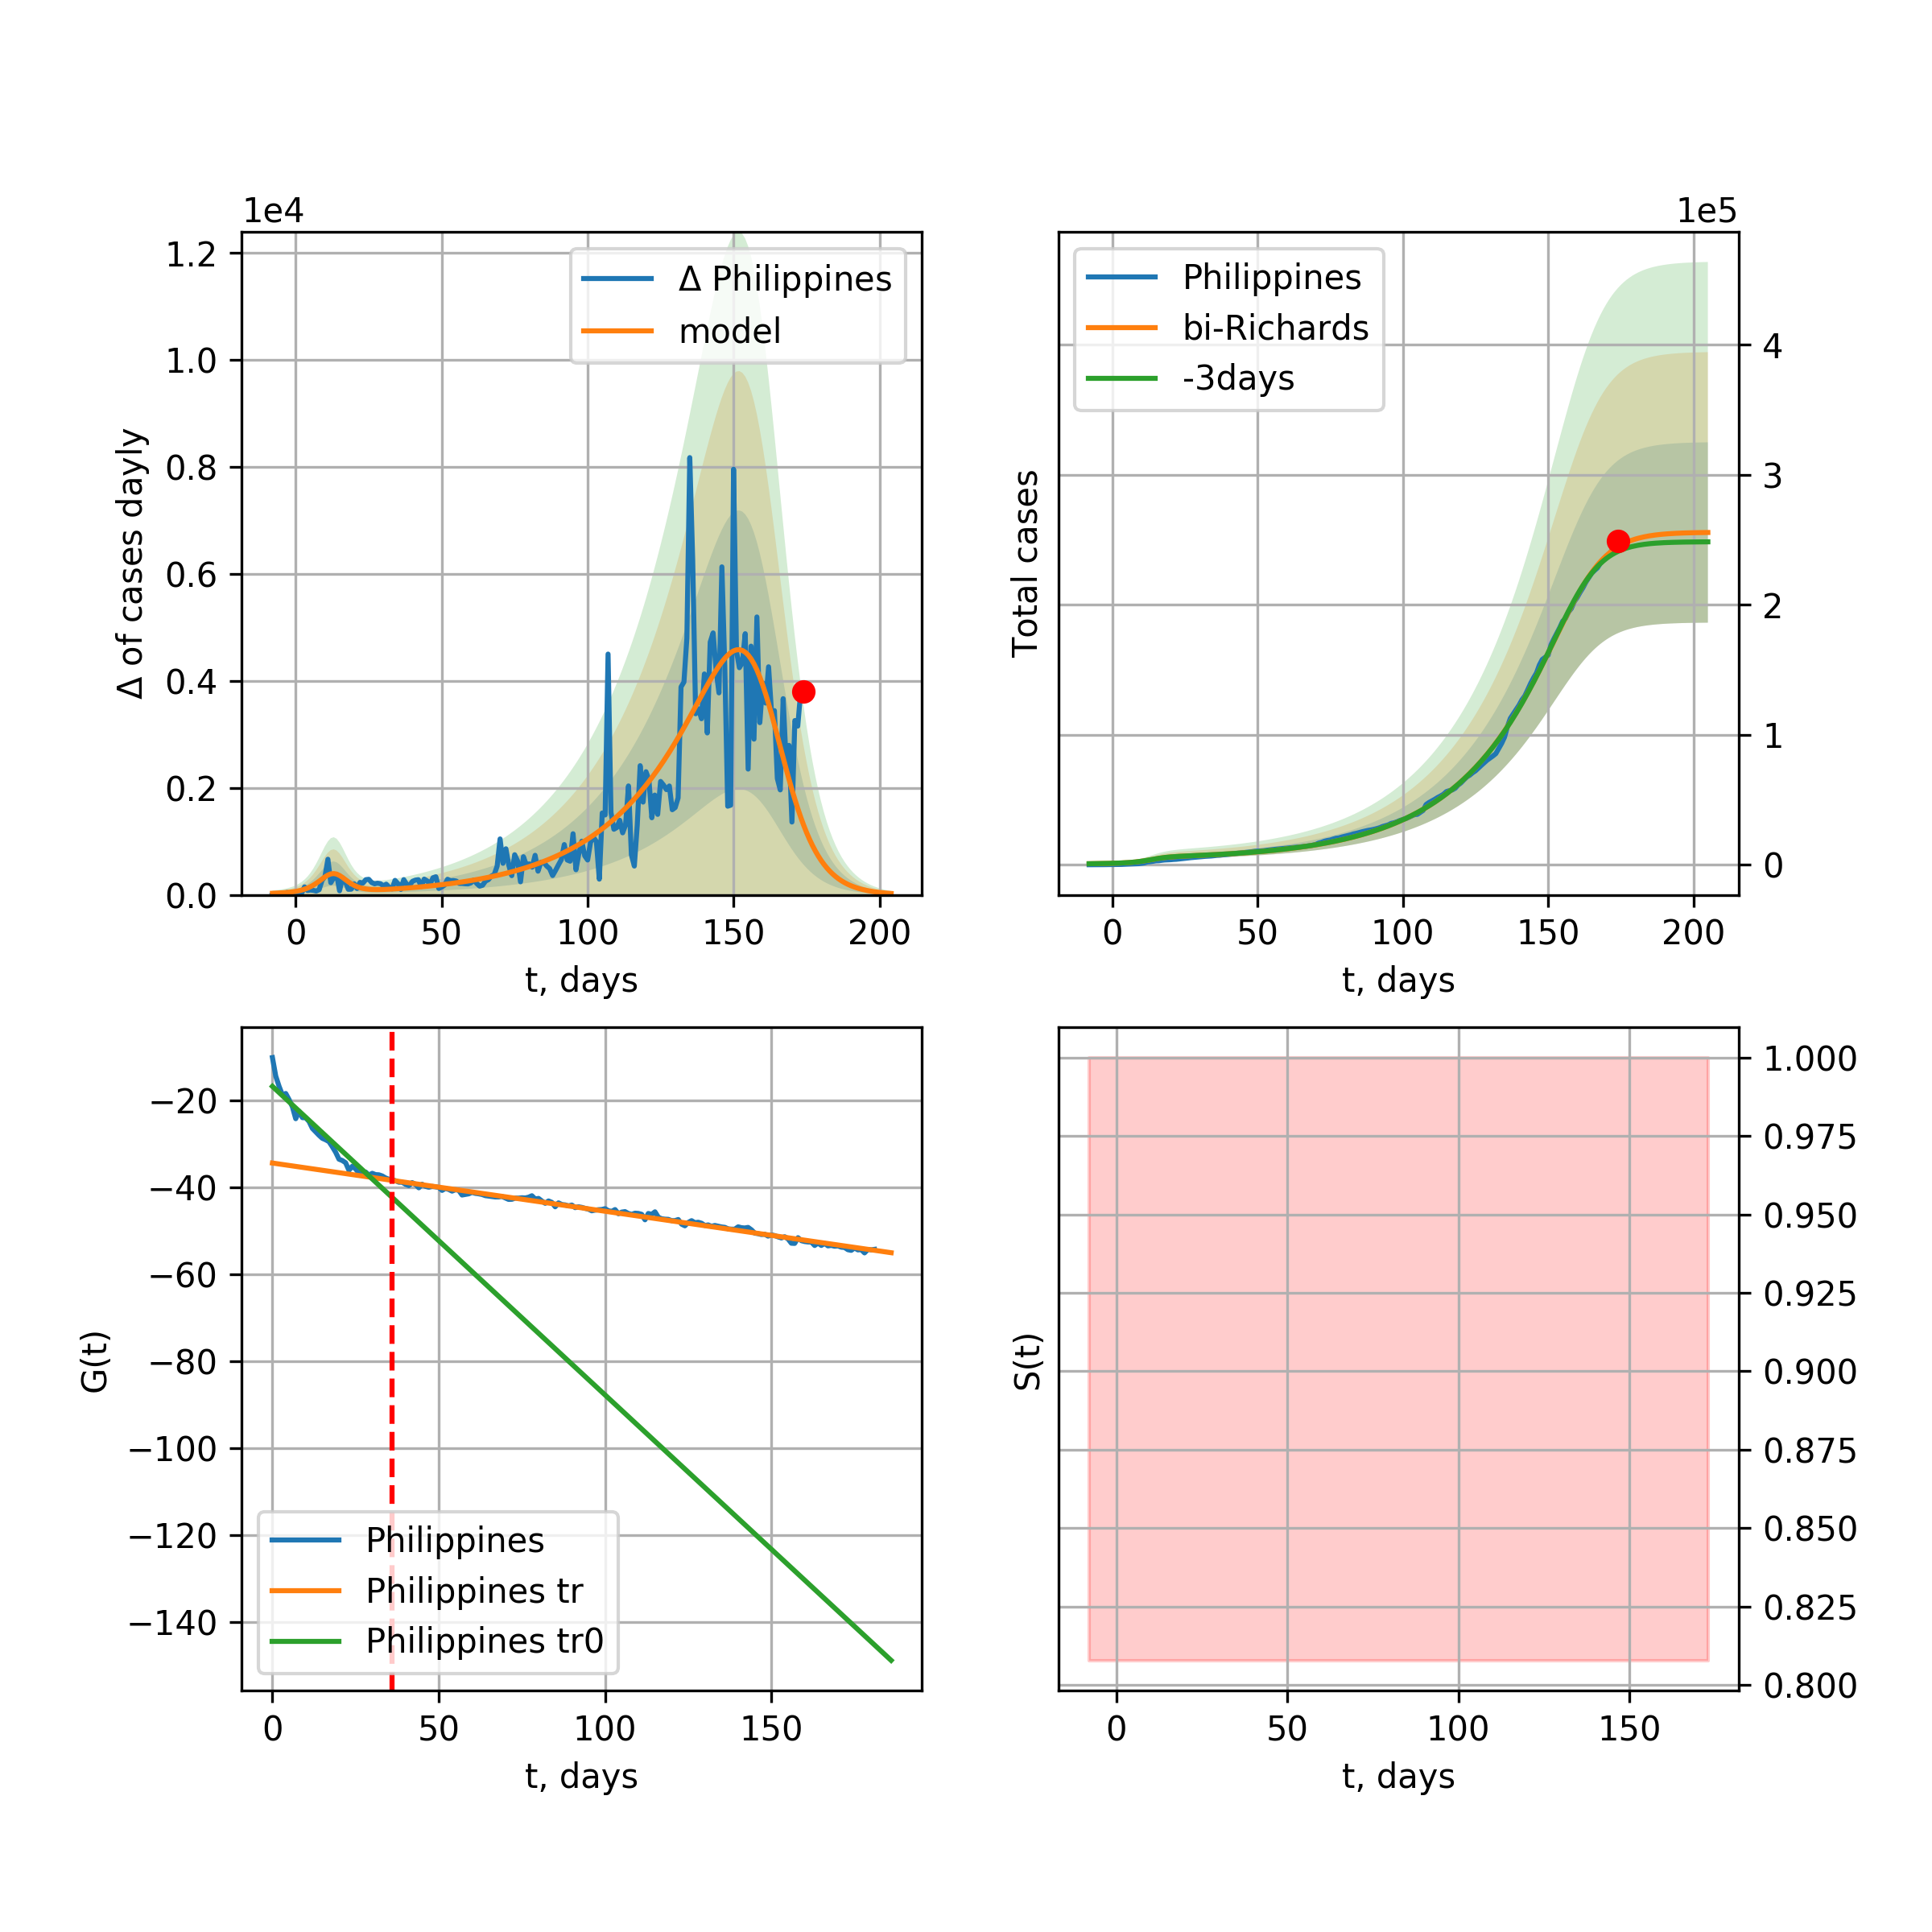 1e4
1.2
1.0
0.8
0.6
0.4
0.2
0.0
Δ of cases dayly
Δ Philippines
model
0 50 100 150 200
t, days
1e5
Philippines
bi-Richards
-3days
Total cases
4
3
2
1
0
0 50 100 150 200
t, days
−20
−40
−60
−80
−100
−120
−140
G(t)
Philippines
Philippines tr
Philippines tr0
0 50 100 150
t, days
S(t)
1.000
0.975
0.950
0.925
0.900
0.875
0.850
0.825
0.800
0 50 100 150
t, days